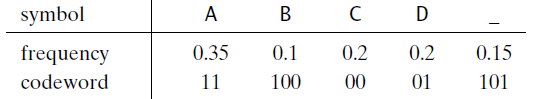 symbol A B C D _
frequency 0.35 0.1 0.2 0.2 0.15
codeword 11 100 00 01 101